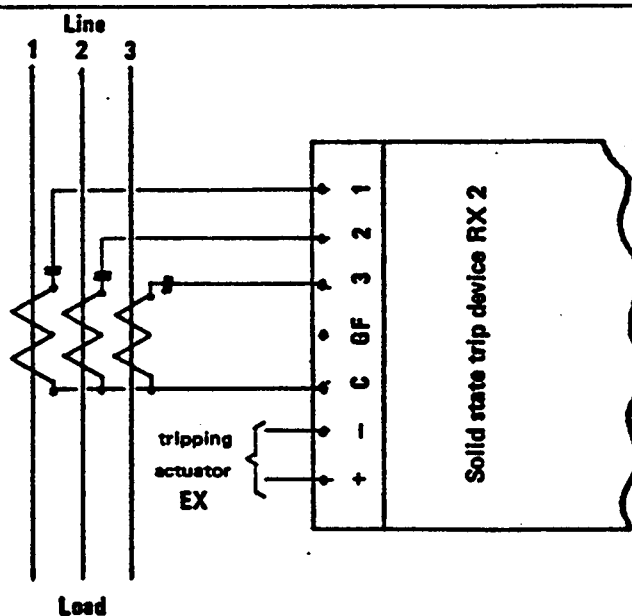 Line
1 2 3
1
2
3
GF
C
–
+
Solid state trip device RX 2
tripping
actuator
EX
Load